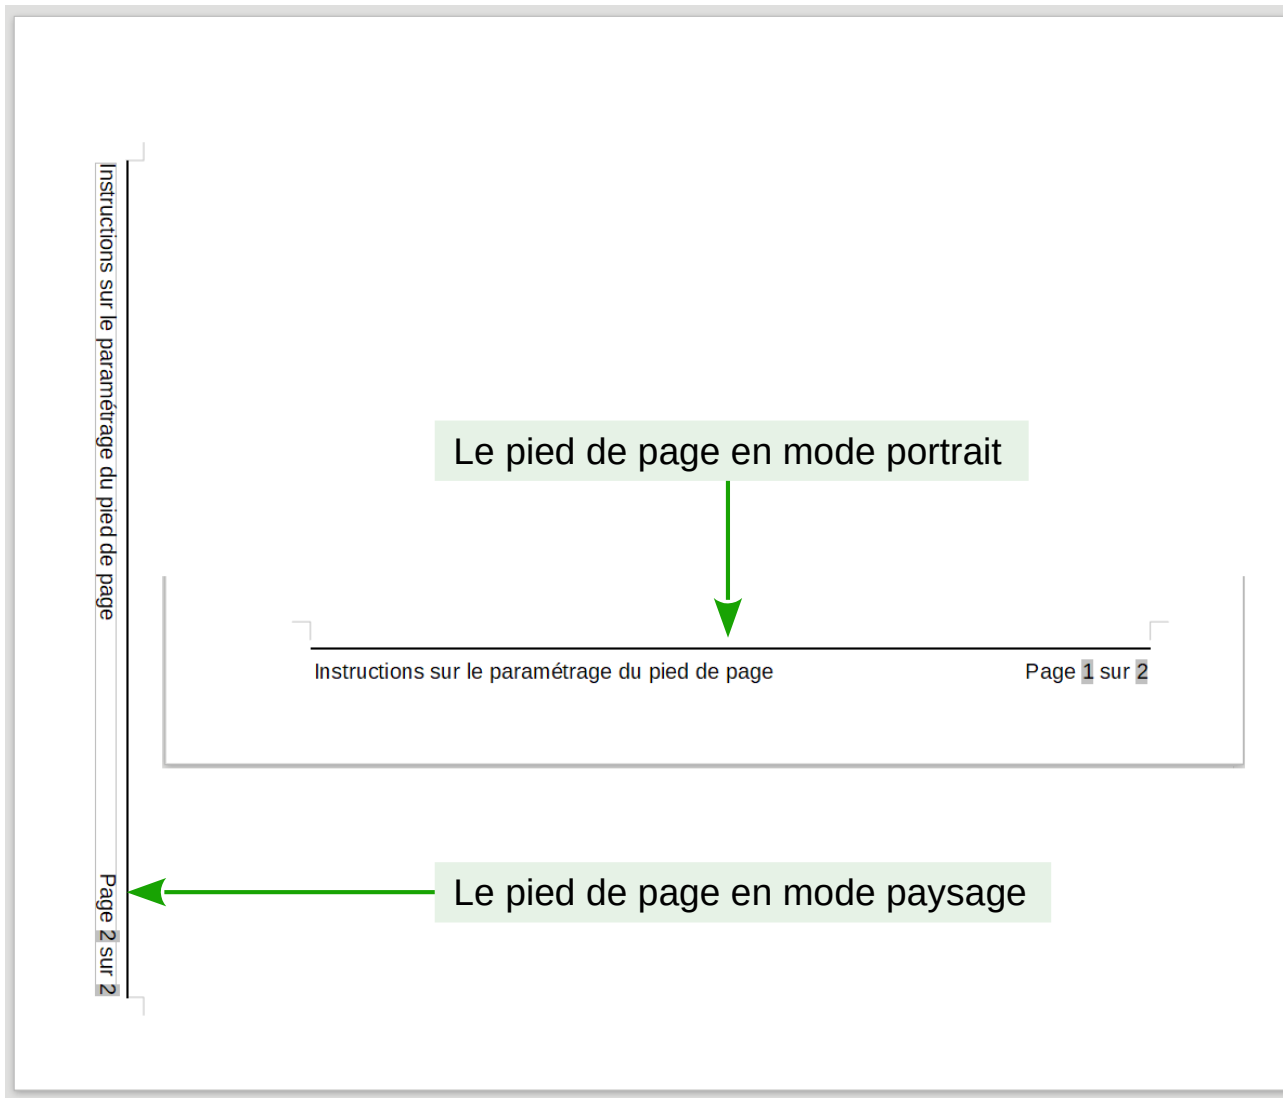 Instructions sur le paramétrage du pied de page
Page 2 sur 2
Le pied de page en mode portrait
Instructions sur le paramétrage du pied de page
Page 1 sur 2
Le pied de page en mode paysage